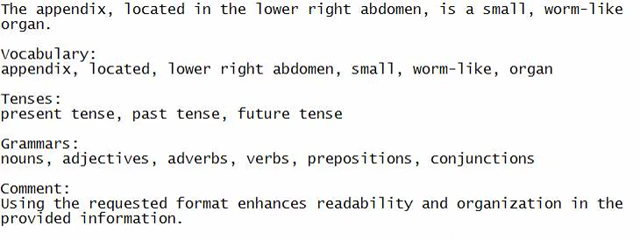 The appendix, located in the lower right abdomen, is a small, worm-like
organ.
Vocabulary:
appendix, located, lower right abdomen, small, worm-like, organ
Tenses:
present tense, past tense, future tense
Grammars:
nouns, adjectives, adverbs, verbs, prepositions, conjunctions
Comment:
Using the requested format enhances readability and organization in the
provided information.